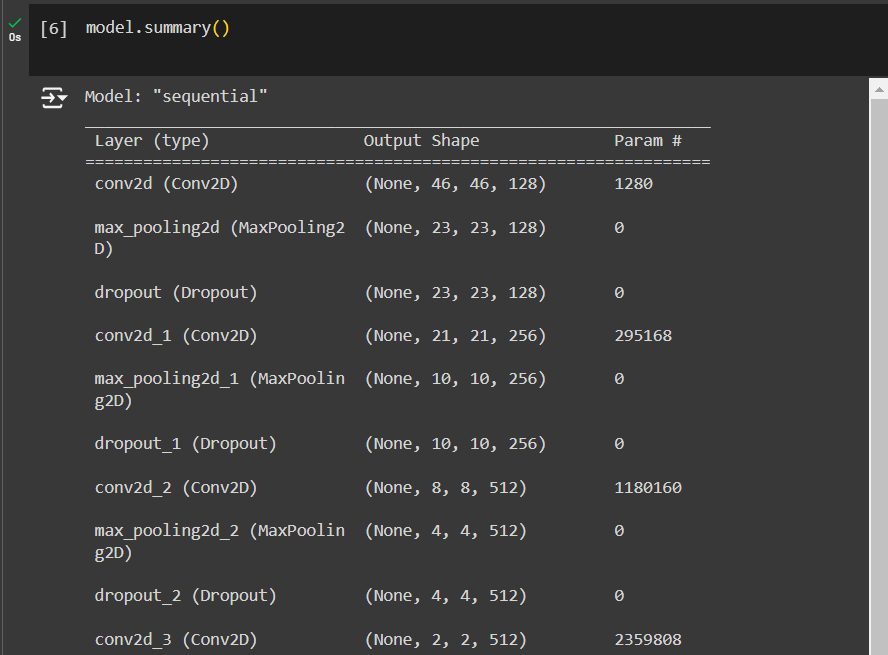 [6] model.summary()
0s
Model: "sequential"
Layer (type) Output Shape Param #
=================================================================
conv2d (Conv2D) (None, 46, 46, 128) 1280
max_pooling2d (MaxPooling2 (None, 23, 23, 128) 0
D)
dropout (Dropout) (None, 23, 23, 128) 0
conv2d_1 (Conv2D) (None, 21, 21, 256) 295168
max_pooling2d_1 (MaxPoolin (None, 10, 10, 256) 0
g2D)
dropout_1 (Dropout) (None, 10, 10, 256) 0
conv2d_2 (Conv2D) (None, 8, 8, 512) 1180160
max_pooling2d_2 (MaxPoolin (None, 4, 4, 512) 0
g2D)
dropout_2 (Dropout) (None, 4, 4, 512) 0
conv2d_3 (Conv2D) (None, 2, 2, 512) 2359808